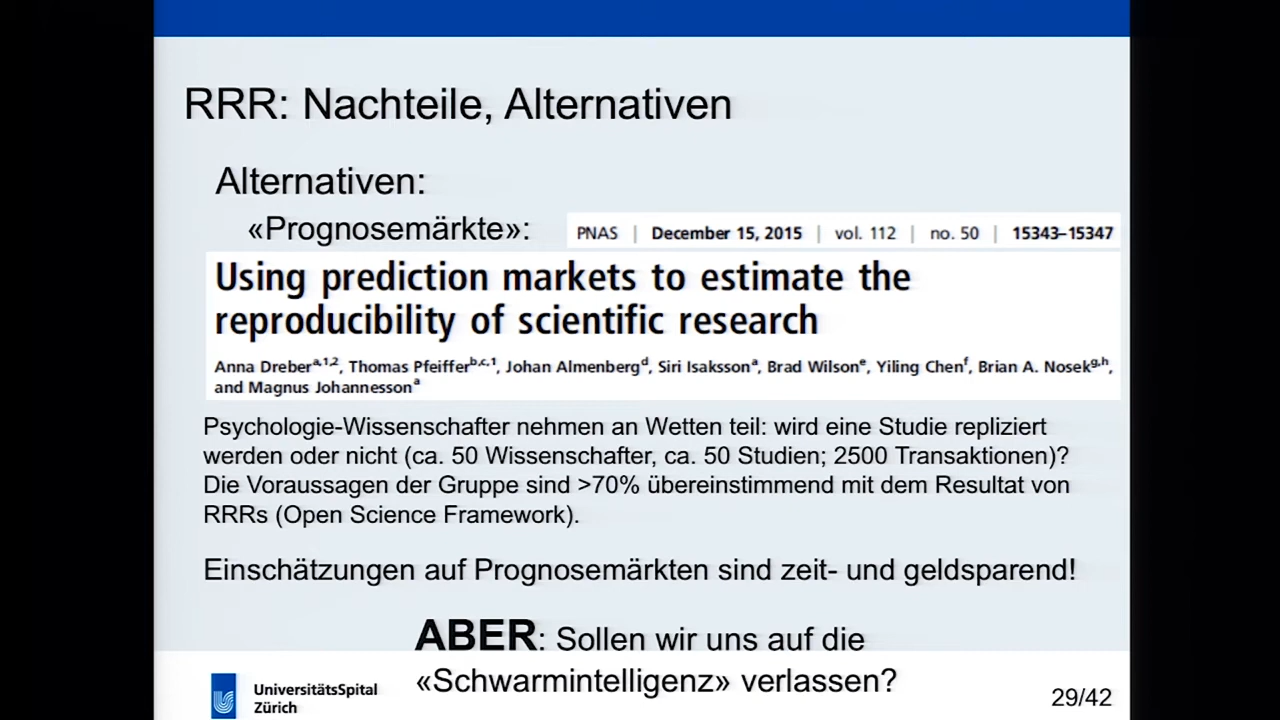 RRR: Nachteile, Alternativen
Alternativen:
«Prognosemärkte»:
PNAS | December 15, 2015 | vol. 112 | no. 50 | 15343–15347
Using prediction markets to estimate the
reproducibility of scientific research
Anna Dreber^a,1,2, Thomas Pfeiffer^b,c,1, Johan Almenberg^d, Siri Isaksson^a, Brad Wilson^e, Yiling Chen^f, Brian A. Nosek^g,h,
and Magnus Johannesson^a
Psychologie-Wissenschafter nehmen an Wetten teil: wird eine Studie repliziert
werden oder nicht (ca. 50 Wissenschafter, ca. 50 Studien; 2500 Transaktionen)?
Die Voraussagen der Gruppe sind >70% übereinstimmend mit dem Resultat von
RRRs (Open Science Framework).
Einschätzungen auf Prognosemärkten sind zeit- und geldsparend!
ABER: Sollen wir uns auf die
«Schwarmintelligenz» verlassen?
UniversitätsSpital
Zürich
29/42